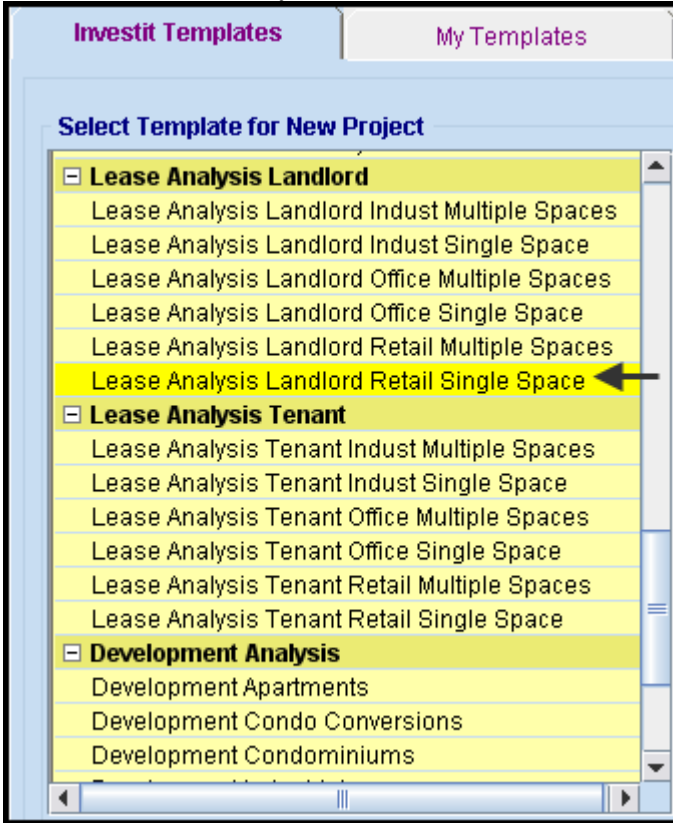 Investit Templates
My Templates
Select Template for New Project
Lease Analysis Landlord
Lease Analysis Landlord Indust Multiple Spaces
Lease Analysis Landlord Indust Single Space
Lease Analysis Landlord Office Multiple Spaces
Lease Analysis Landlord Office Single Space
Lease Analysis Landlord Retail Multiple Spaces
Lease Analysis Landlord Retail Single Space
Lease Analysis Tenant
Lease Analysis Tenant Indust Multiple Spaces
Lease Analysis Tenant Indust Single Space
Lease Analysis Tenant Office Multiple Spaces
Lease Analysis Tenant Office Single Space
Lease Analysis Tenant Retail Multiple Spaces
Lease Analysis Tenant Retail Single Space
Development Analysis
Development Apartments
Development Condo Conversions
Development Condominiums